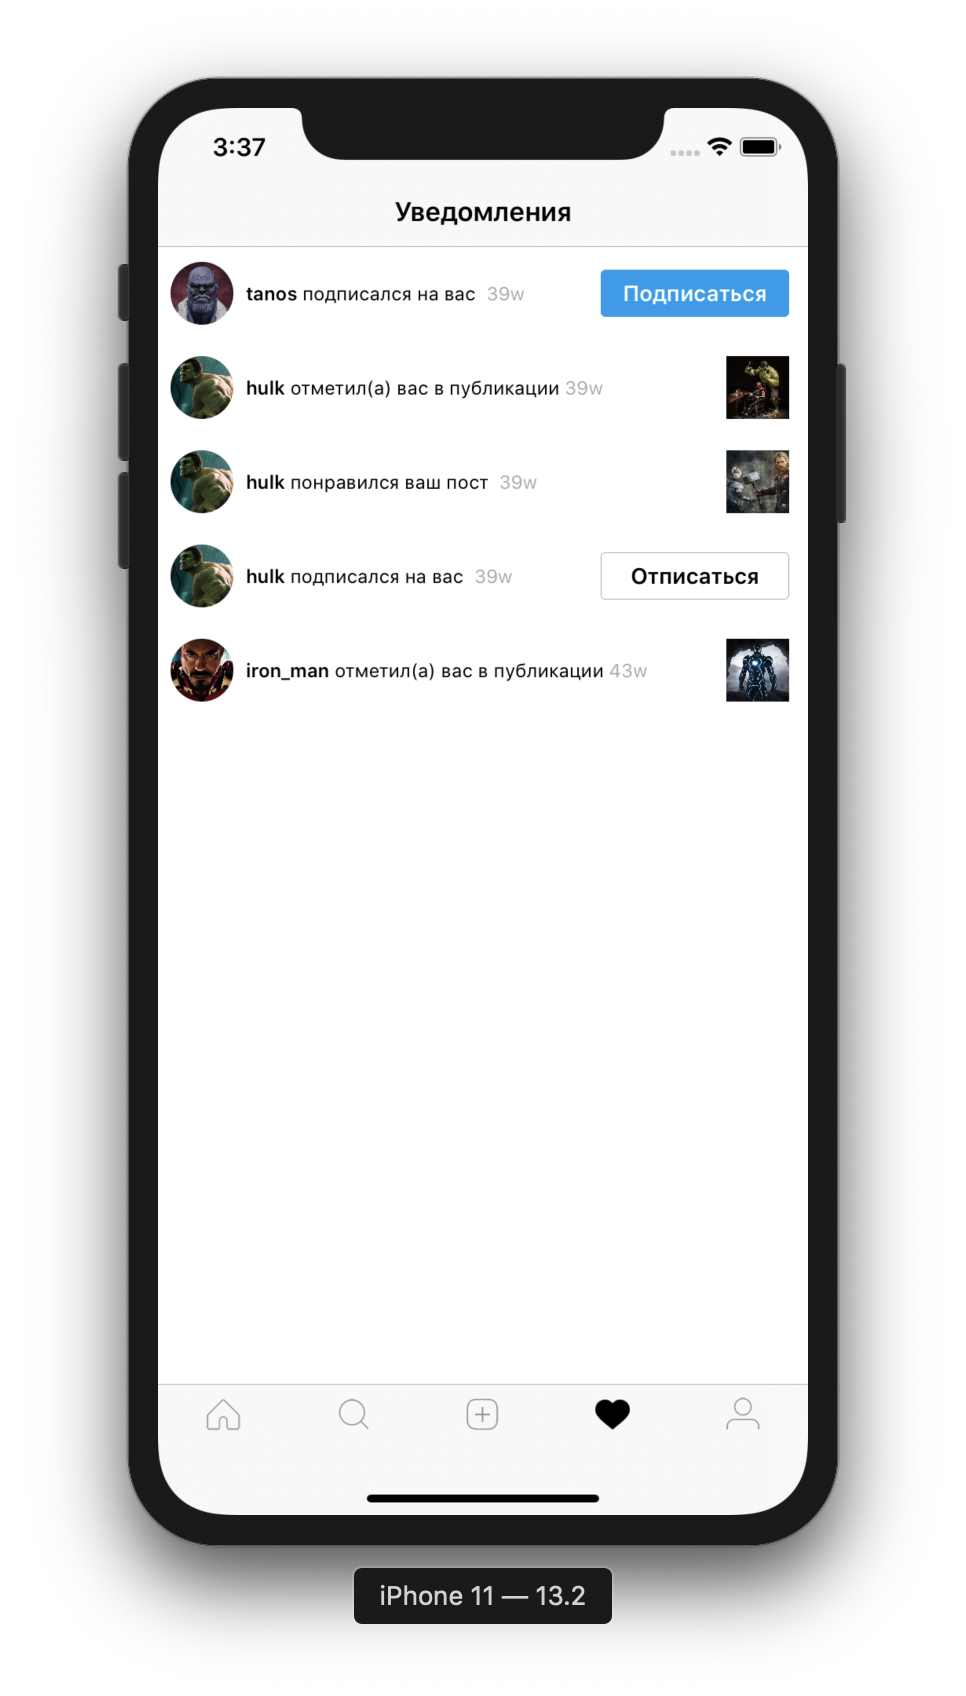 3:37
Уведомления
tanos подписался на вас 39w
Подписаться
hulk отметил(а) вас в публикации 39w
hulk понравился ваш пост 39w
hulk подписался на вас 39w
Отписаться
iron_man отметил(а) вас в публикации 43w
iPhone 11 — 13.2